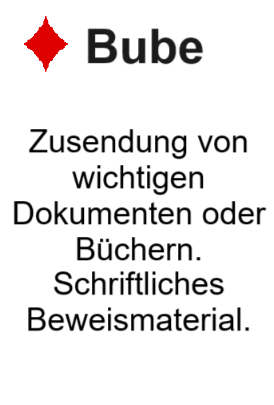 Bube
Zusendung von
wichtigen
Dokumenten oder
Büchern.
Schriftliches
Beweismaterial.